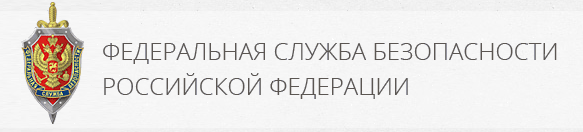 ФЕДЕРАЛЬНАЯ СЛУЖБА БЕЗОПАСНОСТИ
РОССИЙСКОЙ ФЕДЕРАЦИИ